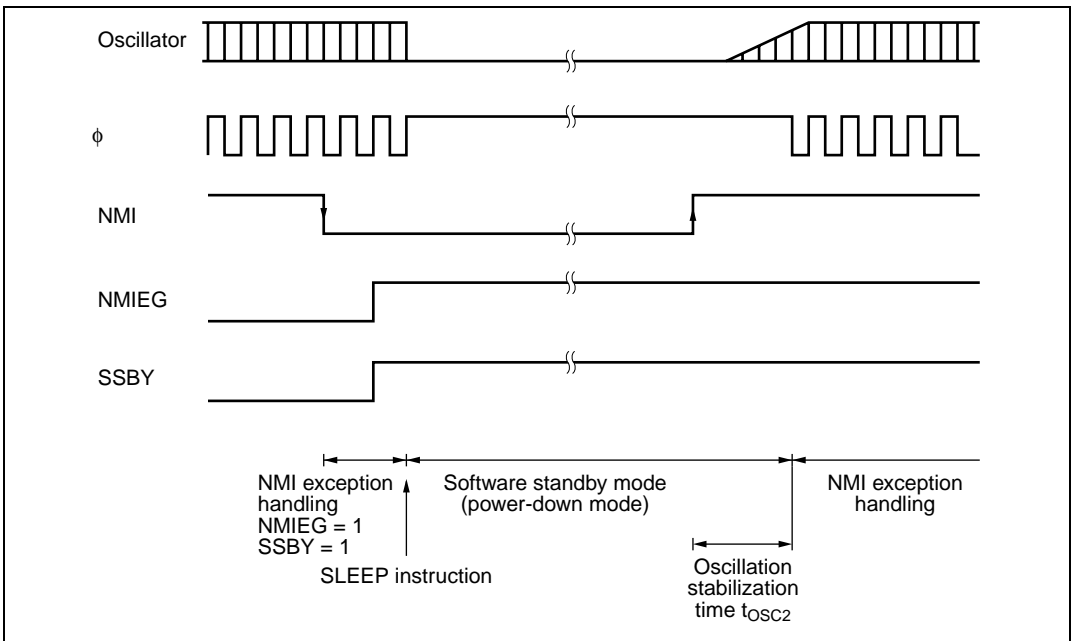 Oscillator
ϕ
NMI
NMIEG
SSBY
NMI exception
handling
NMIEG = 1
SSBY = 1
SLEEP instruction
Software standby mode
(power-down mode)
Oscillation
stabilization
time tOSC2
NMI exception
handling